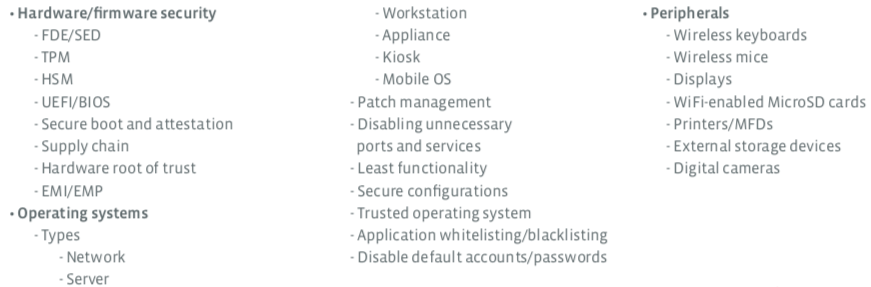 • Hardware/firmware security
- FDE/SED
- TPM
- HSM
- UEFI/BIOS
- Secure boot and attestation
- Supply chain
- Hardware root of trust
- EMI/EMP
• Operating systems
- Types
- Network
- Server
- Workstation
- Appliance
- Kiosk
- Mobile OS
- Patch management
- Disabling unnecessary
ports and services
- Least functionality
- Secure configurations
- Trusted operating system
- Application whitelisting/blacklisting
- Disable default accounts/passwords
• Peripherals
- Wireless keyboards
- Wireless mice
- Displays
- WiFi-enabled MicroSD cards
- Printers/MFDs
- External storage devices
- Digital cameras